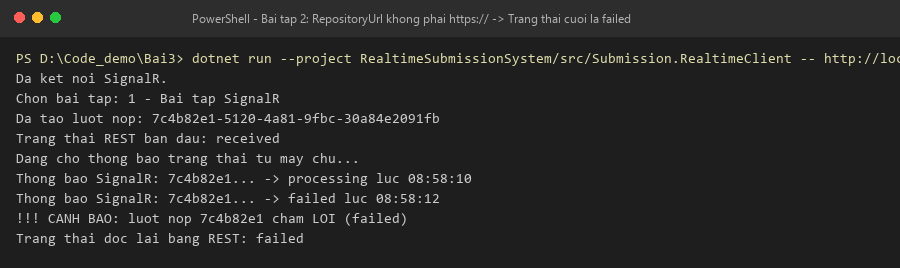 PowerShell - Bai tap 2: RepositoryUrl khong phai https:// -> Trang thai cuoi la failed
PS D:\Code_demo\Bai3> dotnet run --project RealtimeSubmissionSystem/src/Submission.RealtimeClient -- http://loc
Da ket noi SignalR.
Chon bai tap: 1 - Bai tap SignalR
Da tao luot nop: 7c4b82e1-5120-4a81-9fbc-30a84e2091fb
Trang thai REST ban dau: received
Dang cho thong bao trang thai tu may chu...
Thong bao SignalR: 7c4b82e1... -> processing luc 08:58:10
Thong bao SignalR: 7c4b82e1... -> failed luc 08:58:12
!!! CANH BAO: luot nop 7c4b82e1 cham LOI (failed)
Trang thai doc lai bang REST: failed